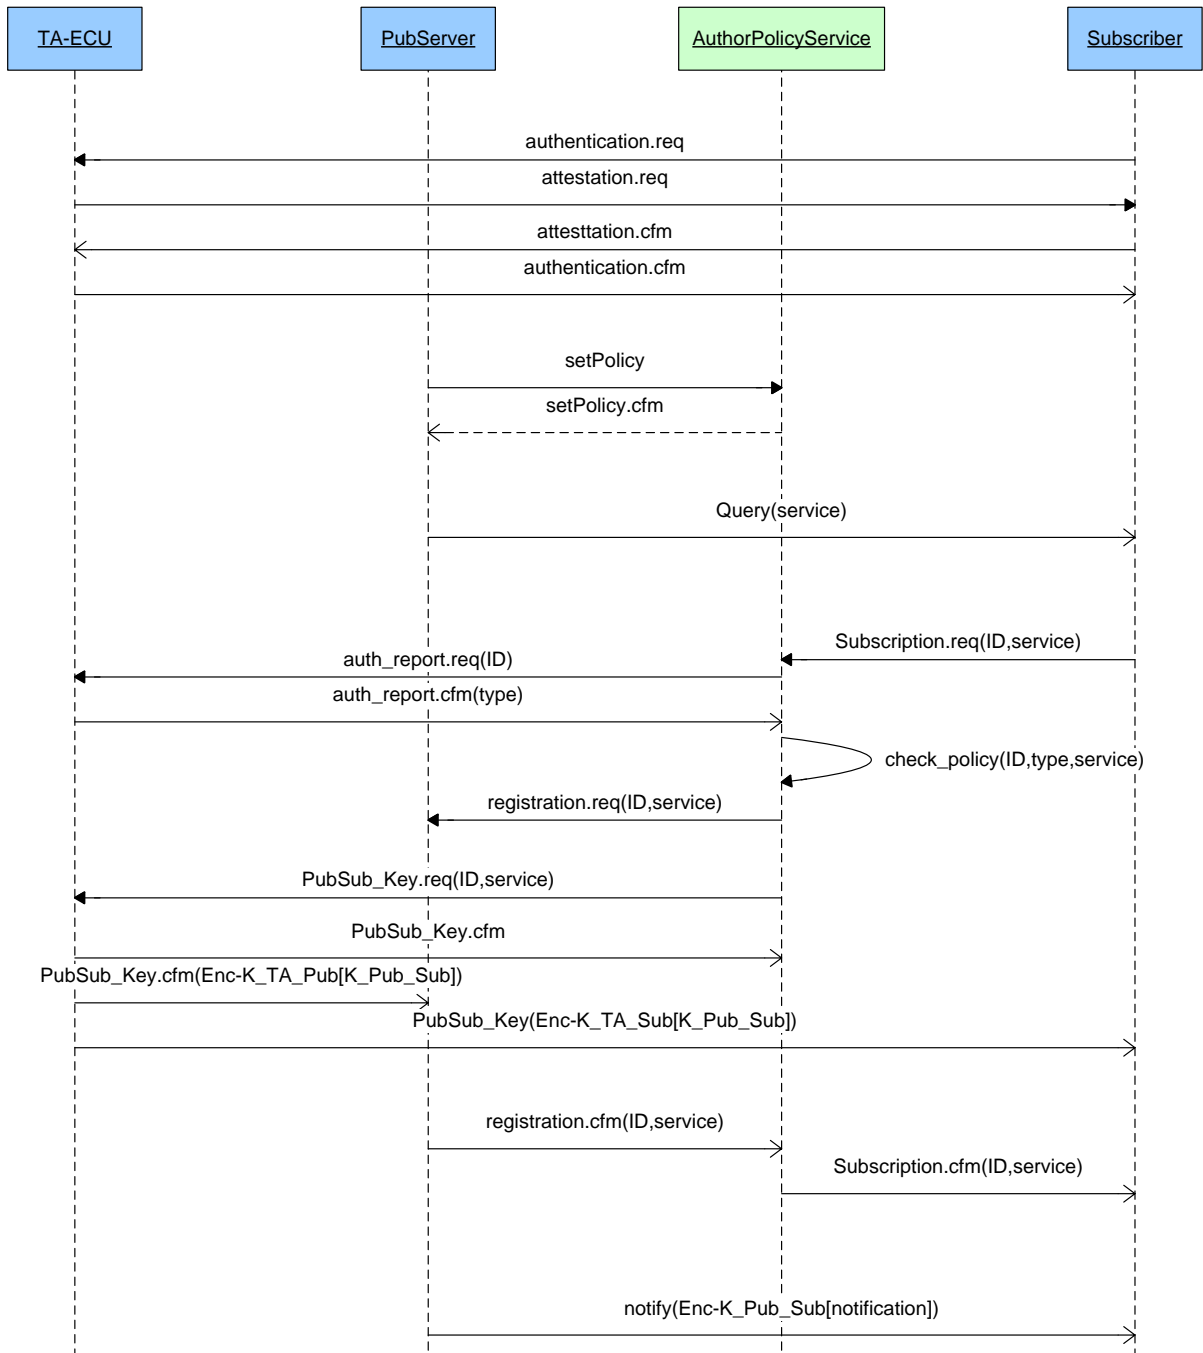 TA-ECU
PubServer
AuthorPolicyService
Subscriber
authentication.req
attestation.req
attesttation.cfm
authentication.cfm
setPolicy
setPolicy.cfm
Query(service)
Subscription.req(ID,service)
auth_report.req(ID)
auth_report.cfm(type)
check_policy(ID,type,service)
registration.req(ID,service)
PubSub_Key.req(ID,service)
PubSub_Key.cfm
PubSub_Key.cfm(Enc-K_TA_Pub[K_Pub_Sub])
PubSub_Key(Enc-K_TA_Sub[K_Pub_Sub])
registration.cfm(ID,service)
Subscription.cfm(ID,service)
notify(Enc-K_Pub_Sub[notification])